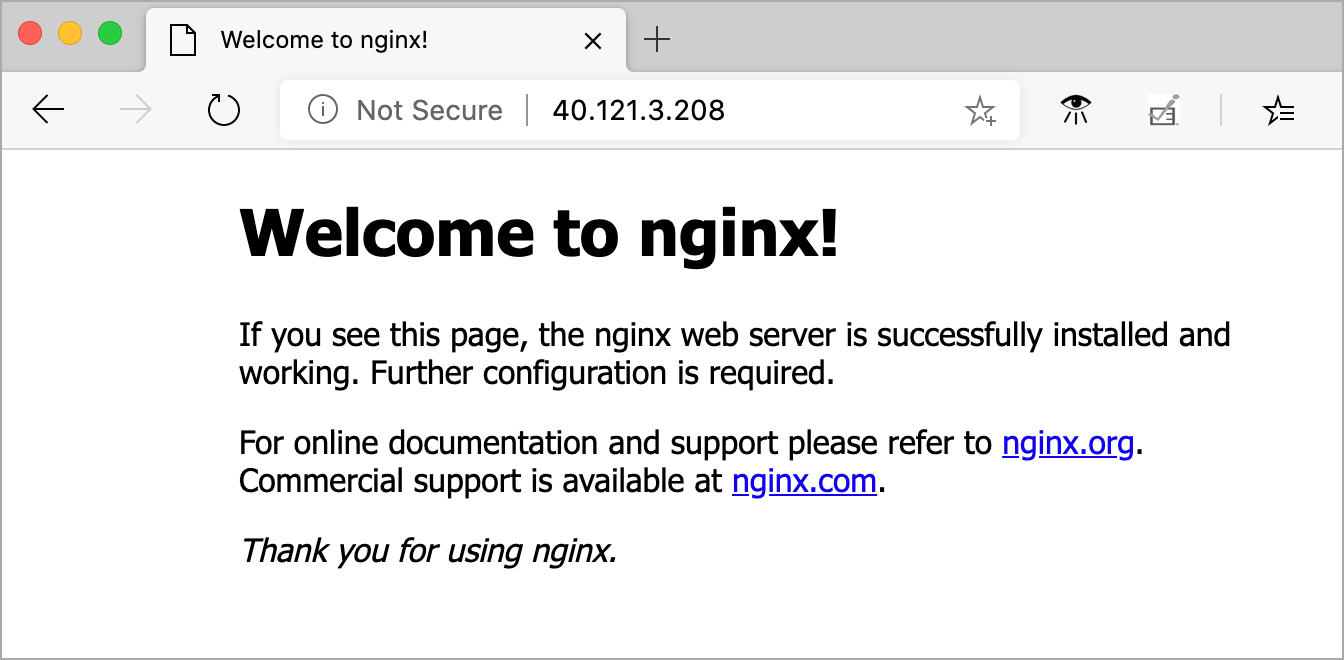 Welcome to nginx!
Not Secure 40.121.3.208
Welcome to nginx!
If you see this page, the nginx web server is successfully installed and
working. Further configuration is required.
For online documentation and support please refer to nginx.org.
Commercial support is available at nginx.com.
Thank you for using nginx.